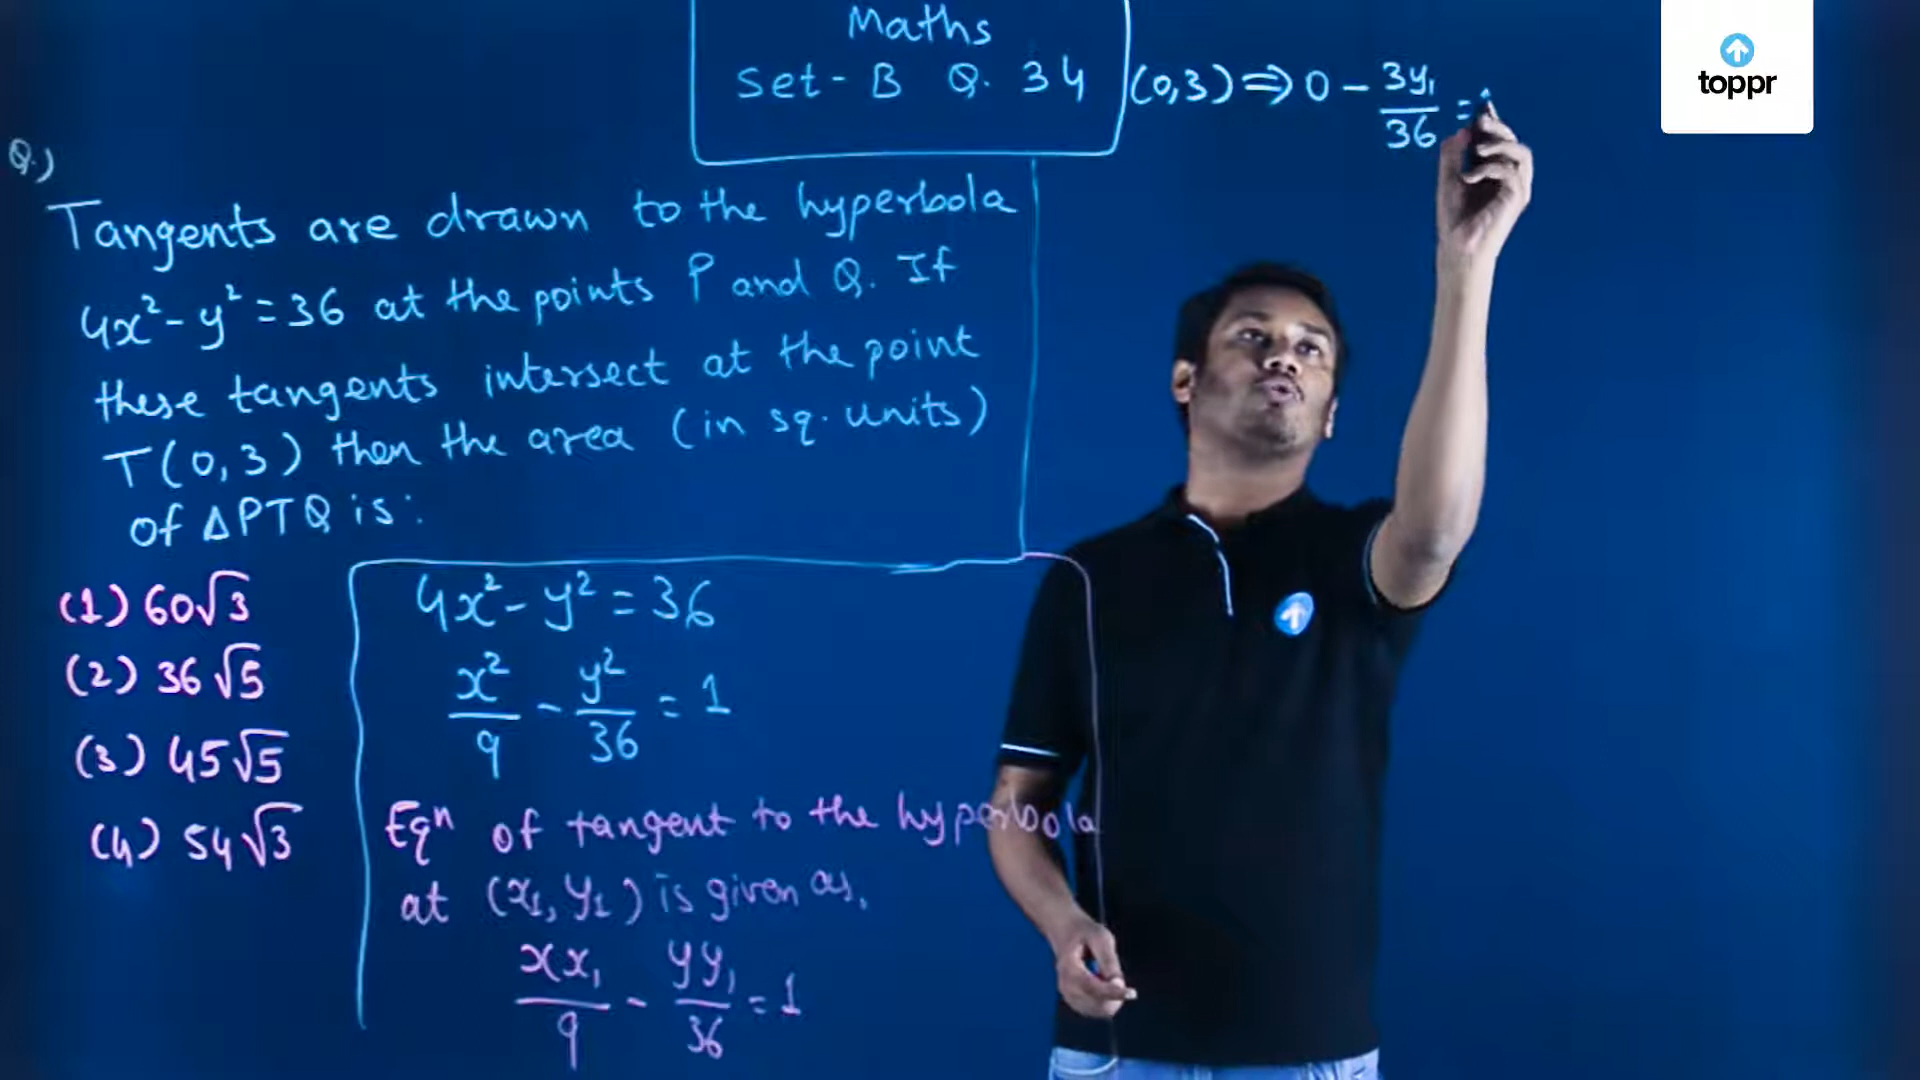 Maths
Set-B Q. 34
(0,3) ⇒ 0 - 3y₁/36 =
toppr
Q.)
Tangents are drawn to the hyperbola
4x² - y² = 36 at the points P and Q. If
these tangents intersect at the point
T(0,3) then the area (in sq. units)
of ΔPTQ is:
(1) 60√3
(2) 36√5
(3) 45√5
(4) 54√3
4x² - y² = 36
x²/9 - y²/36 = 1
Eqⁿ of tangent to the hyperbola
at (x₁, y₁) is given as,
xx₁/9 - yy₁/36 = 1